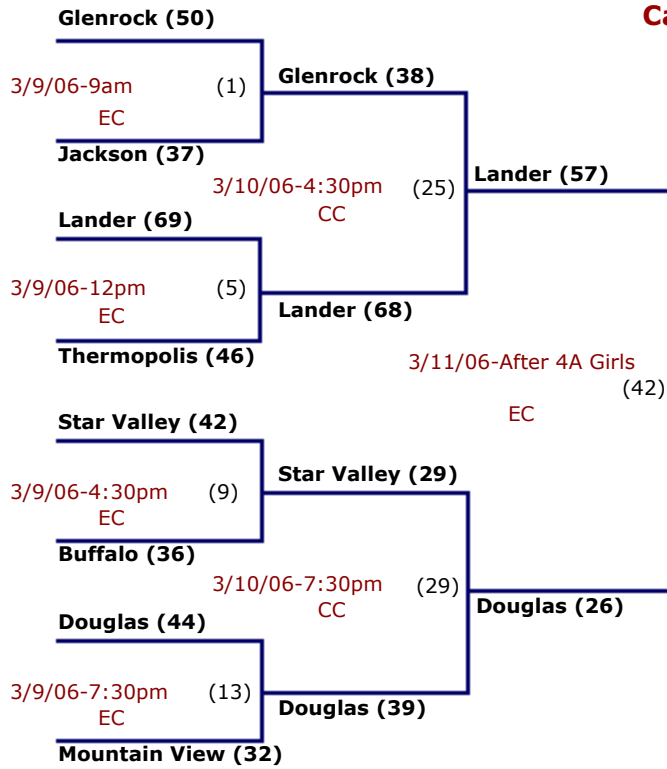 Glenrock (50)
Ca
3/9/06-9am (1)
EC
Glenrock (38)
Jackson (37)
3/10/06-4:30pm (25)
CC
Lander (57)
Lander (69)
3/9/06-12pm (5)
EC
Lander (68)
Thermopolis (46)
3/11/06-After 4A Girls
(42)
EC
Star Valley (42)
Star Valley (29)
3/9/06-4:30pm (9)
EC
Buffalo (36)
3/10/06-7:30pm (29)
CC
Douglas (26)
Douglas (44)
3/9/06-7:30pm (13)
EC
Douglas (39)
Mountain View (32)